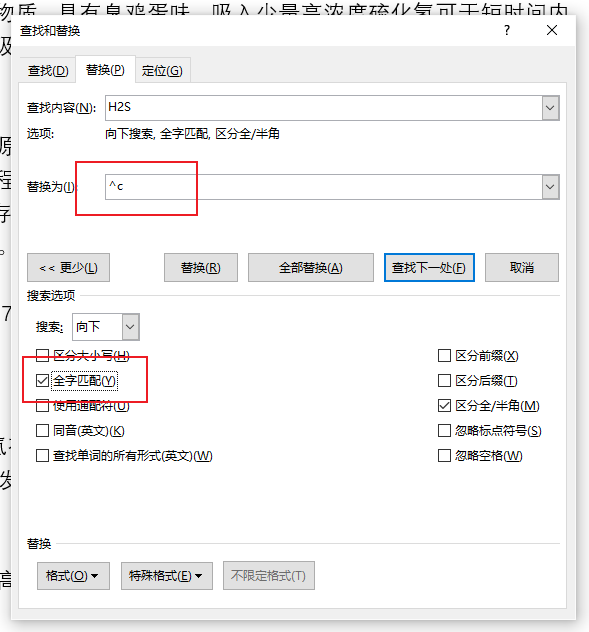 物质，具有臭鸡蛋味，吸入少量高浓度硫化氢可于短时间内
查找和替换
及
查找(D) 替换(P) 定位(G)
查找内容(N): H2S
选项: 向下搜索, 全字匹配, 区分全/半角
原
程
替换为(I): ^c
存
。
<< 更少(L) 替换(R) 全部替换(A) 查找下一处(F) 取消
搜索选项
7
搜索: 向下
区分大小写(H) 区分前缀(X)
全字匹配(Y) 区分后缀(T)
使用通配符(U) 区分全/半角(M)
同音(英文)(K) 忽略标点符号(S)
查找单词的所有形式(英文)(W) 忽略空格(W)
发
替换
高
格式(O) 特殊格式(E) 不限定格式(T)